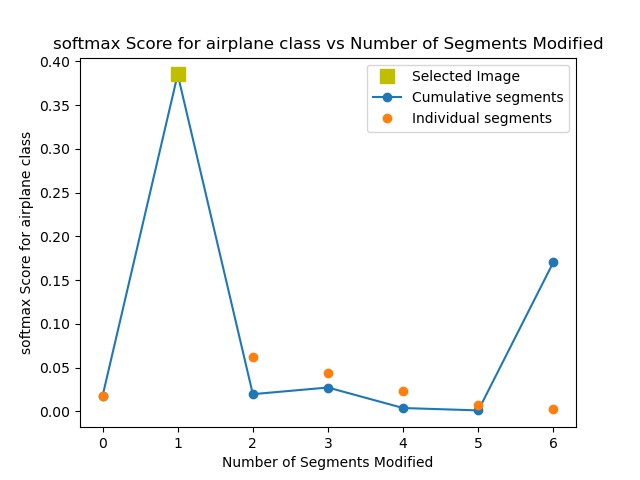 softmax Score for airplane class vs Number of Segments Modified
Selected Image
Cumulative segments
Individual segments
softmax Score for airplane class
0.40
0.35
0.30
0.25
0.20
0.15
0.10
0.05
0.00
0 1 2 3 4 5 6
Number of Segments Modified